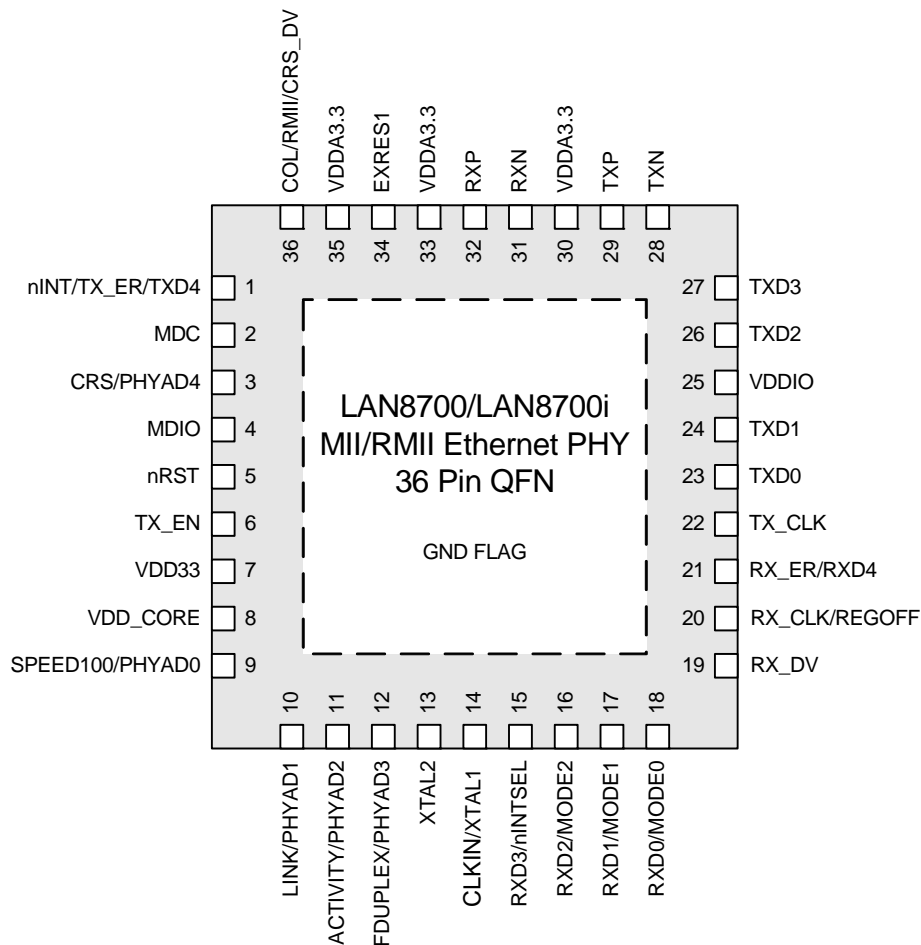 COL/RMII/CRS_DV
VDDA3.3
EXRES1
VDDA3.3
RXP
RXN
VDDA3.3
TXP
TXN
36
35
34
33
32
31
30
29
28
nINT/TX_ER/TXD4 1
MDC 2
CRS/PHYAD4 3
MDIO 4
nRST 5
TX_EN 6
VDD33 7
VDD_CORE 8
SPEED100/PHYAD0 9
LAN8700/LAN8700i
MII/RMII Ethernet PHY
36 Pin QFN
GND FLAG
27 TXD3
26 TXD2
25 VDDIO
24 TXD1
23 TXD0
22 TX_CLK
21 RX_ER/RXD4
20 RX_CLK/REGOFF
19 RX_DV
10
11
12
13
14
15
16
17
18
LINK/PHYAD1
ACTIVITY/PHYAD2
FDUPLEX/PHYAD3
XTAL2
CLKIN/XTAL1
RXD3/nINTSEL
RXD2/MODE2
RXD1/MODE1
RXD0/MODE0